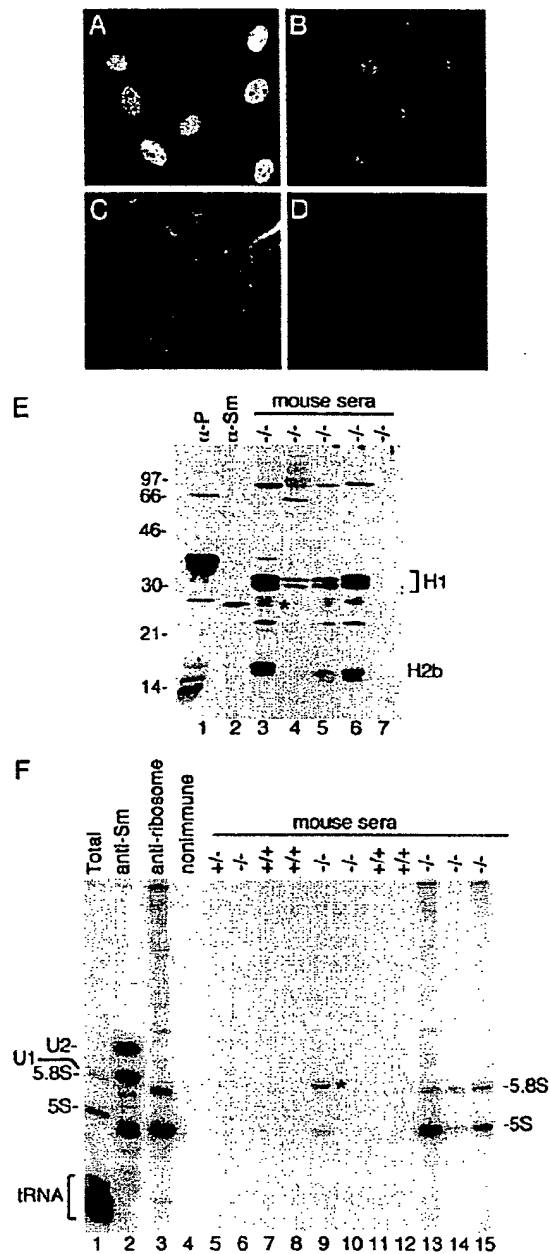 A
B
C
D
E
mouse sera
α-P
α-Sm
-/-
-/-
-/-
-/-
-/-
97-
66-
46-
30-
21-
14-
H1
H2b
*
1 2 3 4 5 6 7
F
Total
anti-Sm
anti-ribosome
nonimmune
mouse sera
+/-
-/-
+/+
+/+
-/-
-/-
+/+
+/+
-/-
-/-
-/-
U2-
U1
5.8S-
5S-
tRNA
*
-5.8S
-5S
1 2 3 4 5 6 7 8 9 10 11 12 13 14 15